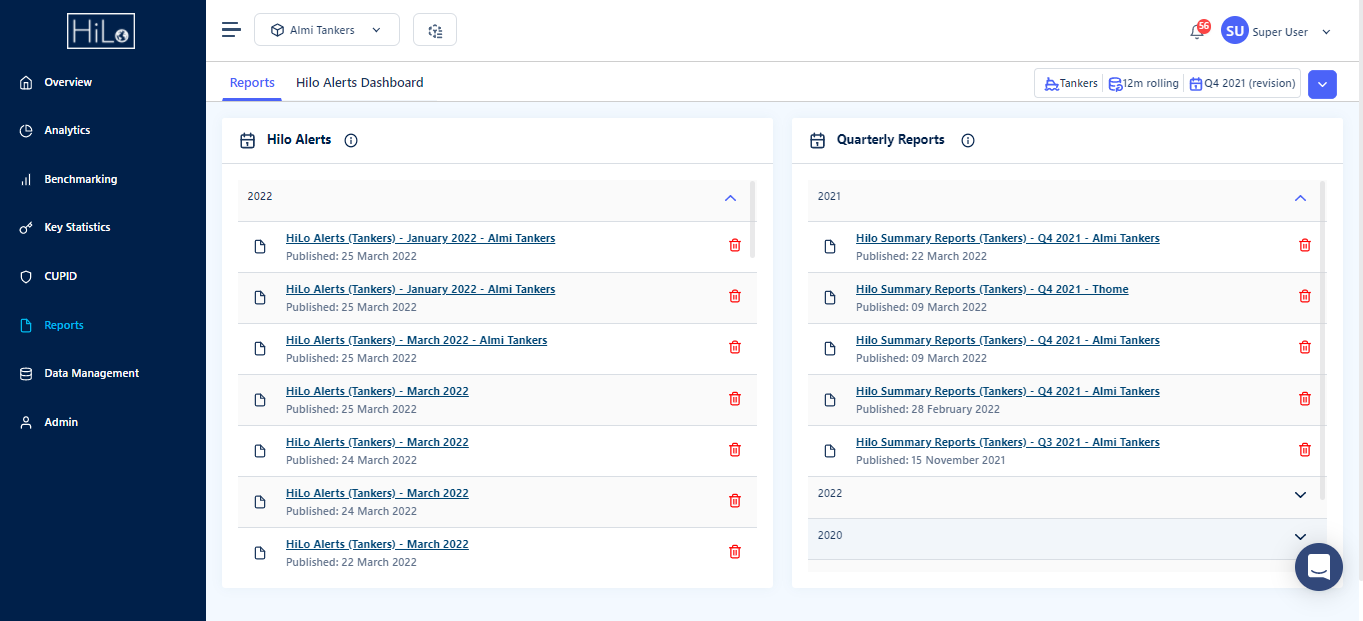 HiLo
Overview
Analytics
Benchmarking
Key Statistics
CUPID
Reports
Data Management
Admin
Almi Tankers
56
SU
Super User
Reports
Hilo Alerts Dashboard
Tankers
12m rolling
Q4 2021 (revision)
Hilo Alerts
2022
HiLo Alerts (Tankers) - January 2022 - Almi Tankers
Published: 25 March 2022
HiLo Alerts (Tankers) - January 2022 - Almi Tankers
Published: 25 March 2022
HiLo Alerts (Tankers) - March 2022 - Almi Tankers
Published: 25 March 2022
HiLo Alerts (Tankers) - March 2022
Published: 25 March 2022
HiLo Alerts (Tankers) - March 2022
Published: 24 March 2022
HiLo Alerts (Tankers) - March 2022
Published: 24 March 2022
HiLo Alerts (Tankers) - March 2022
Published: 22 March 2022
Quarterly Reports
2021
Hilo Summary Reports (Tankers) - Q4 2021 - Almi Tankers
Published: 22 March 2022
Hilo Summary Reports (Tankers) - Q4 2021 - Thome
Published: 09 March 2022
Hilo Summary Reports (Tankers) - Q4 2021 - Almi Tankers
Published: 09 March 2022
Hilo Summary Reports (Tankers) - Q4 2021 - Almi Tankers
Published: 28 February 2022
Hilo Summary Reports (Tankers) - Q3 2021 - Almi Tankers
Published: 15 November 2021
2022
2020